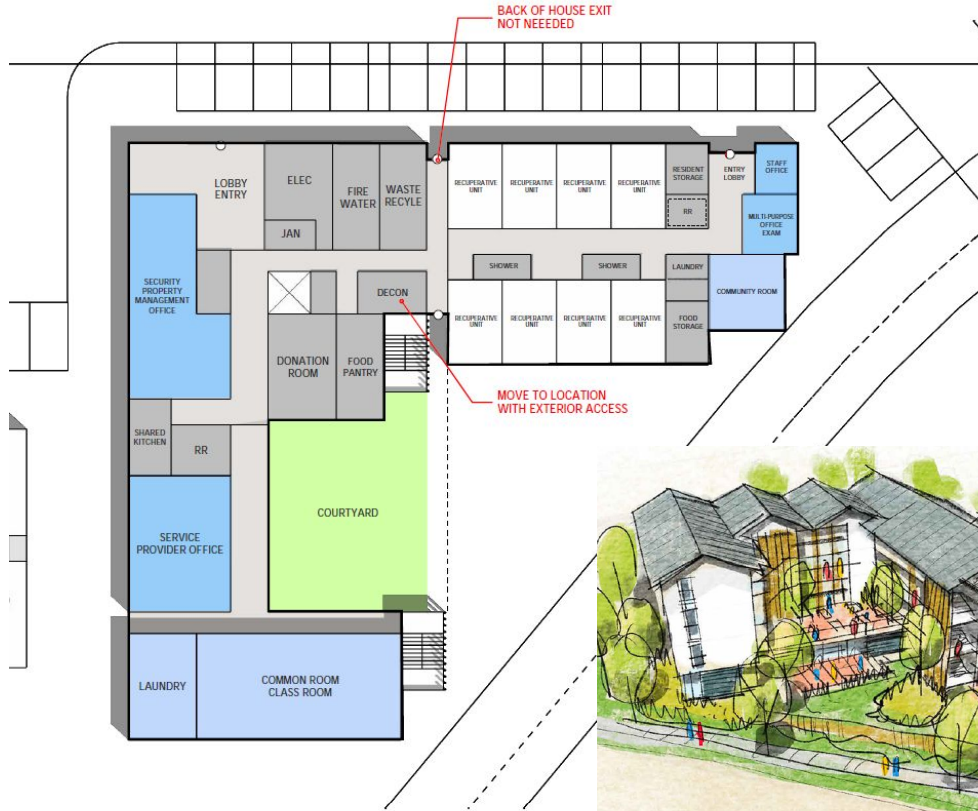 BACK OF HOUSE EXIT
NOT NEEEDED
LOBBY
ENTRY
ELEC
JAN
FIRE
WATER
WASTE
RECYLE
RECUPERATIVE
UNIT
RECUPERATIVE
UNIT
RECUPERATIVE
UNIT
RECUPERATIVE
UNIT
RESIDENT
STORAGE
RR
ENTRY
LOBBY
STAFF
OFFICE
MULTI-PURPOSE
OFFICE
EXAM
SECURITY
PROPERTY
MANAGEMENT
OFFICE
DECON
SHOWER
SHOWER
LAUNDRY
COMMUNITY ROOM
RECUPERATIVE
UNIT
RECUPERATIVE
UNIT
RECUPERATIVE
UNIT
RECUPERATIVE
UNIT
FOOD
STORAGE
DONATION
ROOM
FOOD
PANTRY
MOVE TO LOCATION
WITH EXTERIOR ACCESS
SHARED
KITCHEN
RR
COURTYARD
SERVICE
PROVIDER OFFICE
LAUNDRY
COMMON ROOM
CLASS ROOM